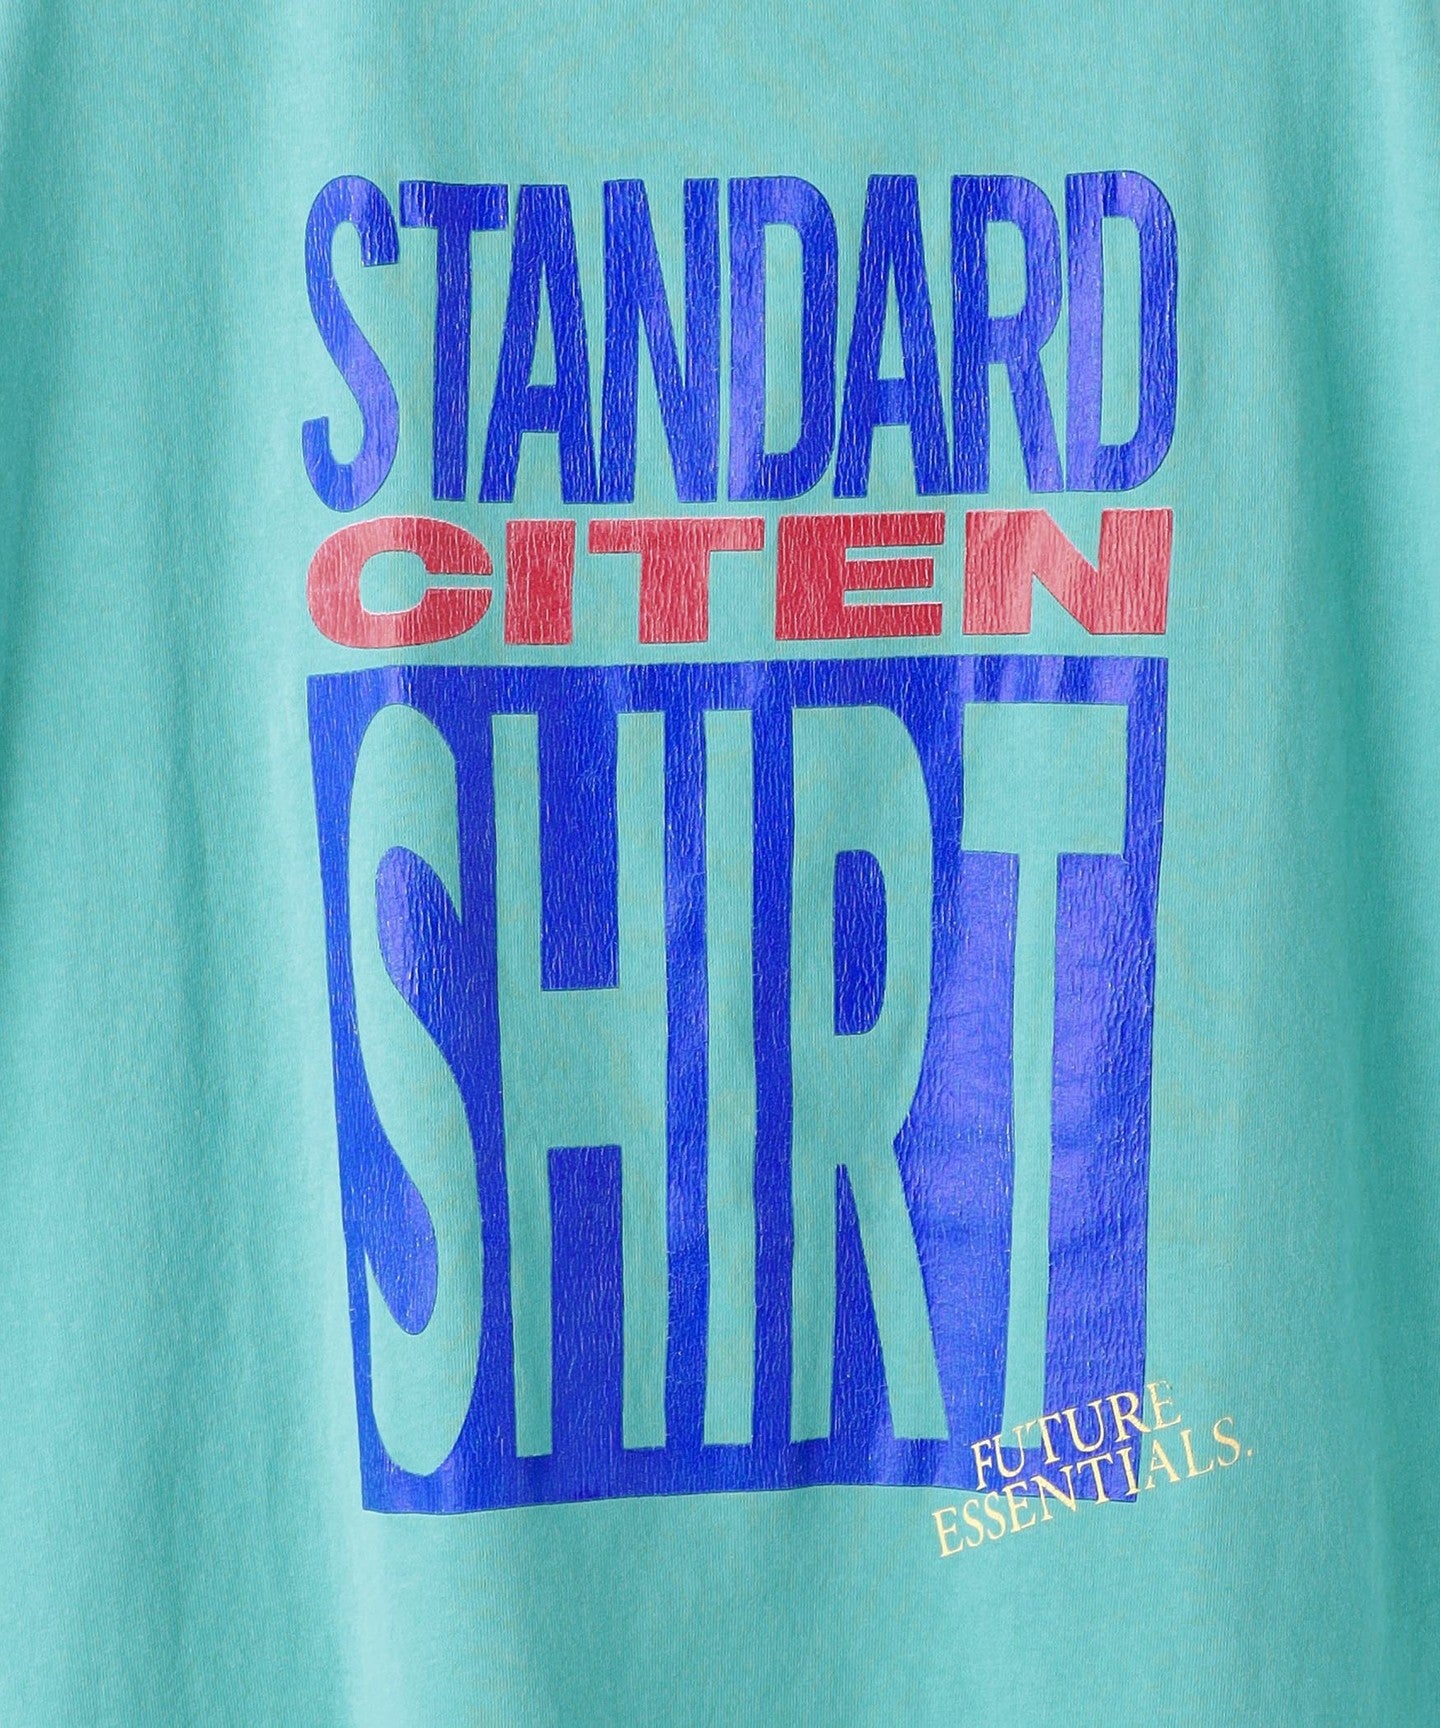 STANDARD
CITEN
SHIRT
FUTURE
ESSENTIALS.